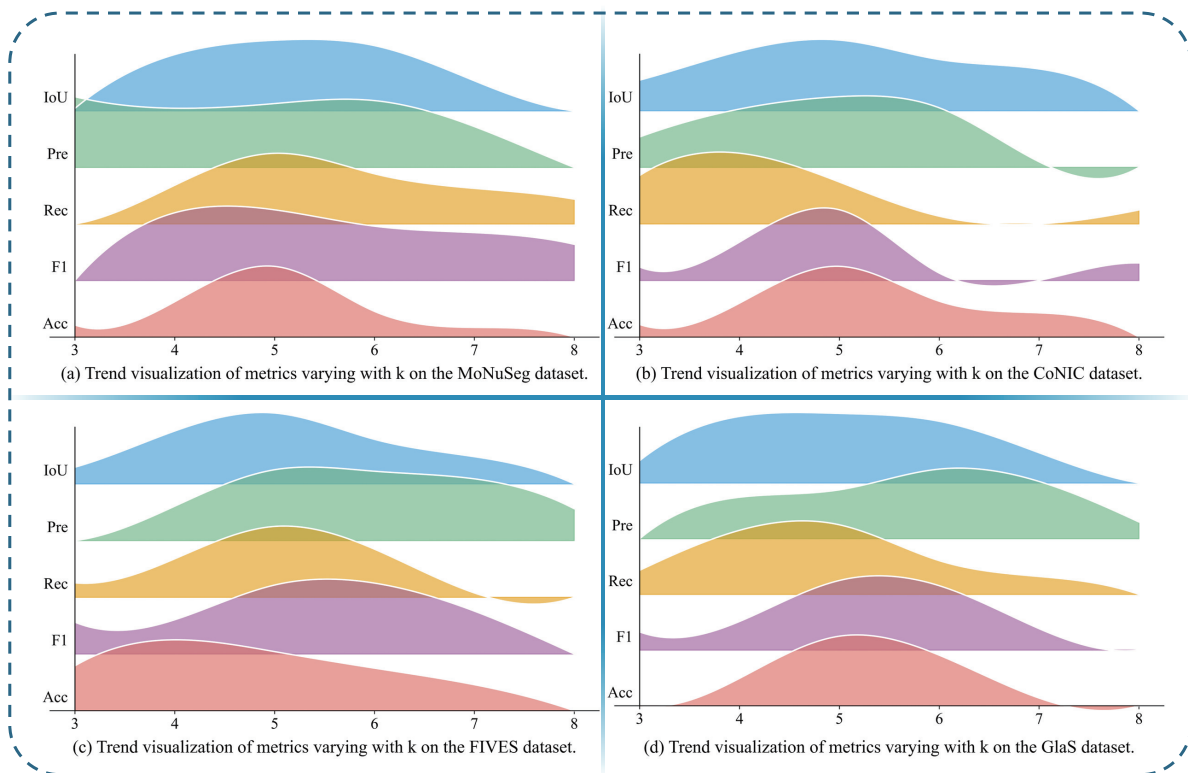 IoU
Pre
Rec
F1
Acc
3 4 5 6 7 8
(a) Trend visualization of metrics varying with k on the MoNuSeg dataset.
IoU
Pre
Rec
F1
Acc
3 4 5 6 7 8
(b) Trend visualization of metrics varying with k on the CoNIC dataset.
IoU
Pre
Rec
F1
Acc
3 4 5 6 7 8
(c) Trend visualization of metrics varying with k on the FIVES dataset.
IoU
Pre
Rec
F1
Acc
3 4 5 6 7 8
(d) Trend visualization of metrics varying with k on the GlaS dataset.